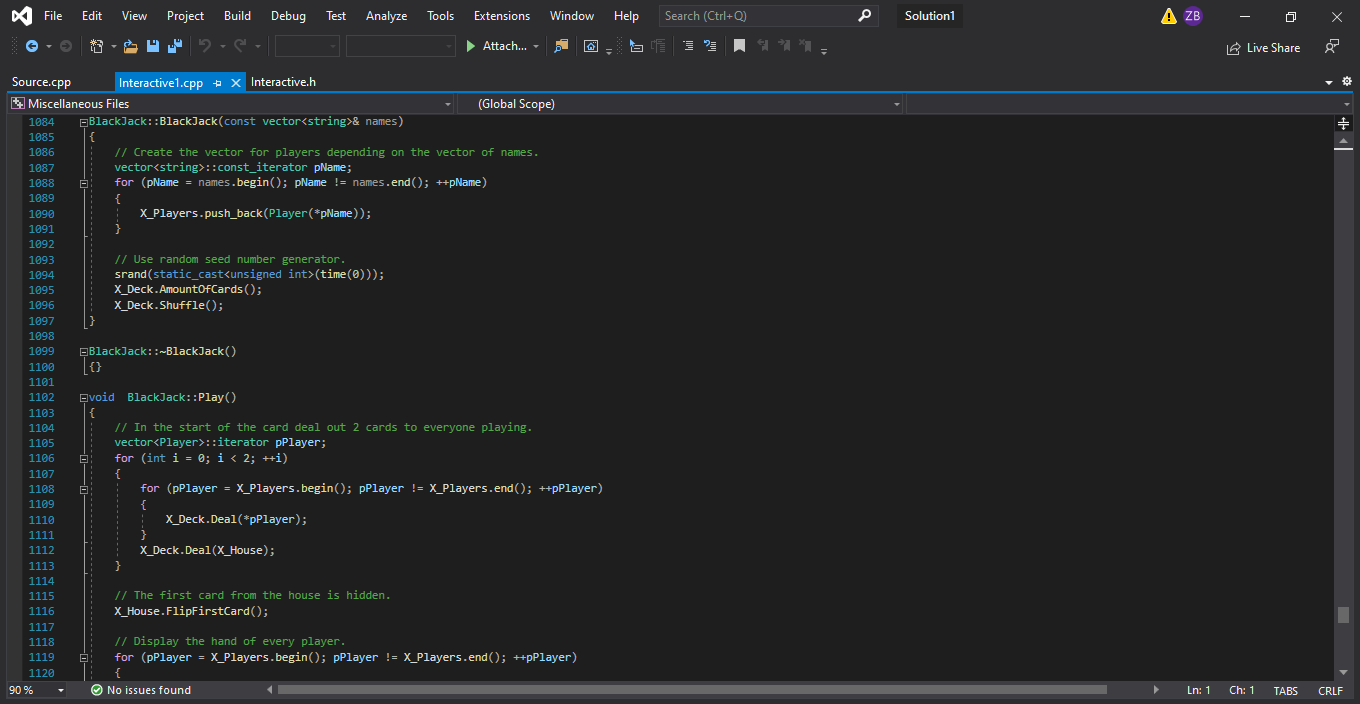 File Edit View Project Build Debug Test Analyze Tools Extensions Window Help Search (Ctrl+Q) Solution1 ZB
Attach... Live Share
Source.cpp Interactive1.cpp Interactive.h
Miscellaneous Files (Global Scope)
1084 BlackJack::BlackJack(const vector<string>& names)
1085 {
1086 // Create the vector for players depending on the vector of names.
1087 vector<string>::const_iterator pName;
1088 for (pName = names.begin(); pName != names.end(); ++pName)
1089 {
1090 X_Players.push_back(Player(*pName));
1091 }
1092
1093 // Use random seed number generator.
1094 srand(static_cast<unsigned int>(time(0)));
1095 X_Deck.AmountOfCards();
1096 X_Deck.Shuffle();
1097 }
1098
1099 BlackJack::~BlackJack()
1100 {}
1101
1102 void  BlackJack::Play()
1103 {
1104 // In the start of the card deal out 2 cards to everyone playing.
1105 vector<Player>::iterator pPlayer;
1106 for (int i = 0; i < 2; ++i)
1107 {
1108 for (pPlayer = X_Players.begin(); pPlayer != X_Players.end(); ++pPlayer)
1109 {
1110 X_Deck.Deal(*pPlayer);
1111 }
1112 X_Deck.Deal(X_House);
1113 }
1114
1115 // The first card from the house is hidden.
1116 X_House.FlipFirstCard();
1117
1118 // Display the hand of every player.
1119 for (pPlayer = X_Players.begin(); pPlayer != X_Players.end(); ++pPlayer)
1120 {
90 % No issues found Ln: 1 Ch: 1 TABS CRLF